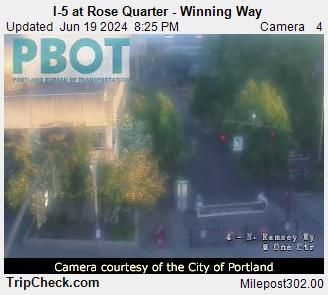 I-5 at Rose Quarter - Winning Way
Updated Jun 19 2024 8:25 PM Camera 4
PBOT
PORTLAND BUREAU OF TRANSPORTATION
4 - N. Ramsey Wy
@ One Ctr
Camera courtesy of the City of Portland
TripCheck.com Milepost302.00